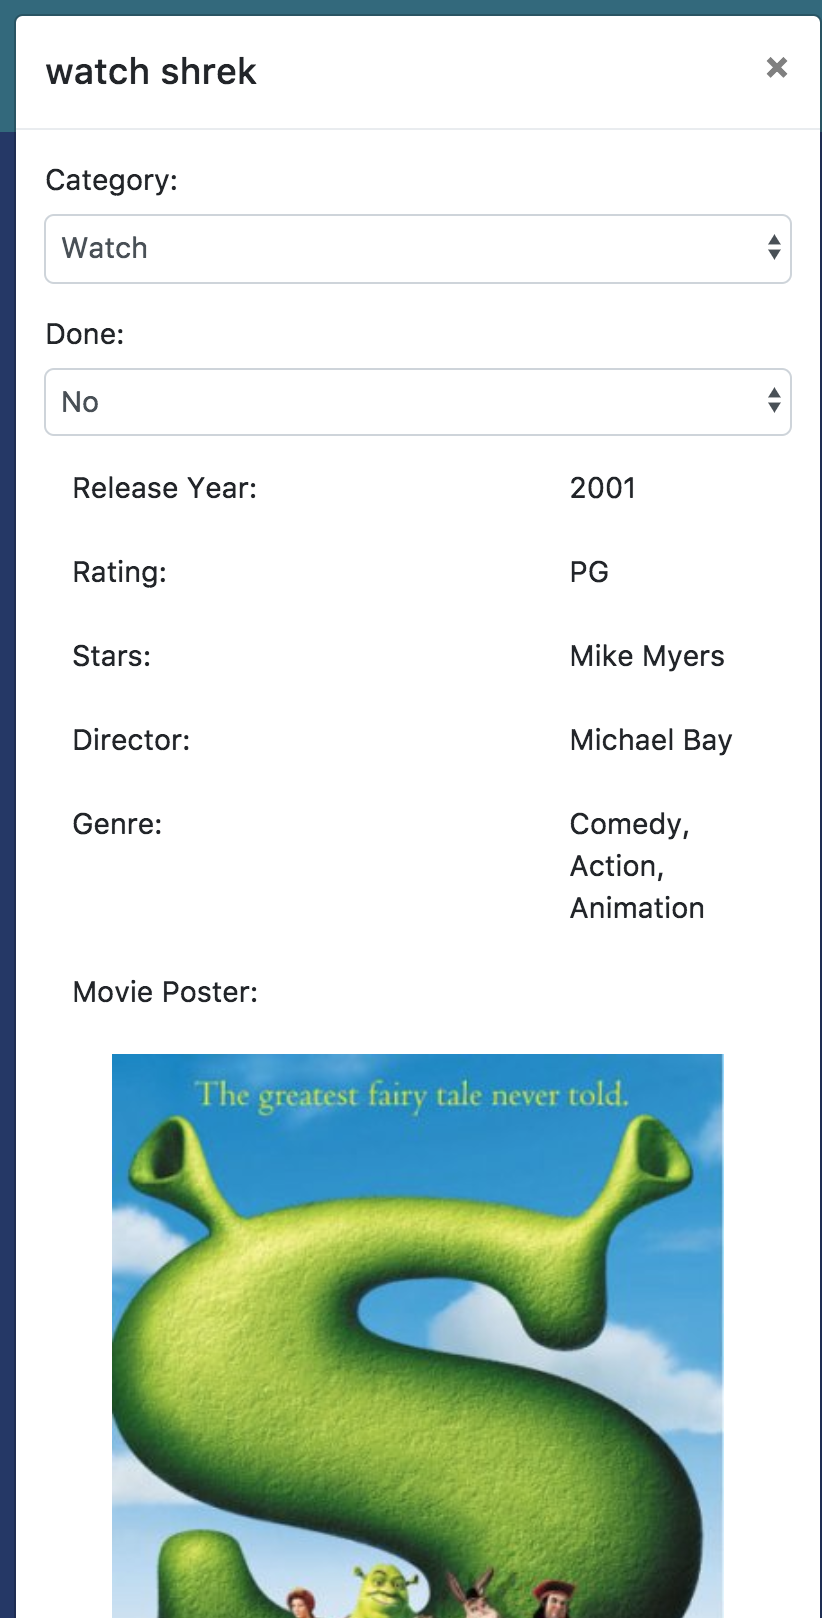 watch shrek
×
Category:
Watch
Done:
No
Release Year: 2001
Rating: PG
Stars: Mike Myers
Director: Michael Bay
Genre: Comedy,
Action,
Animation
Movie Poster:
The greatest fairy tale never told.